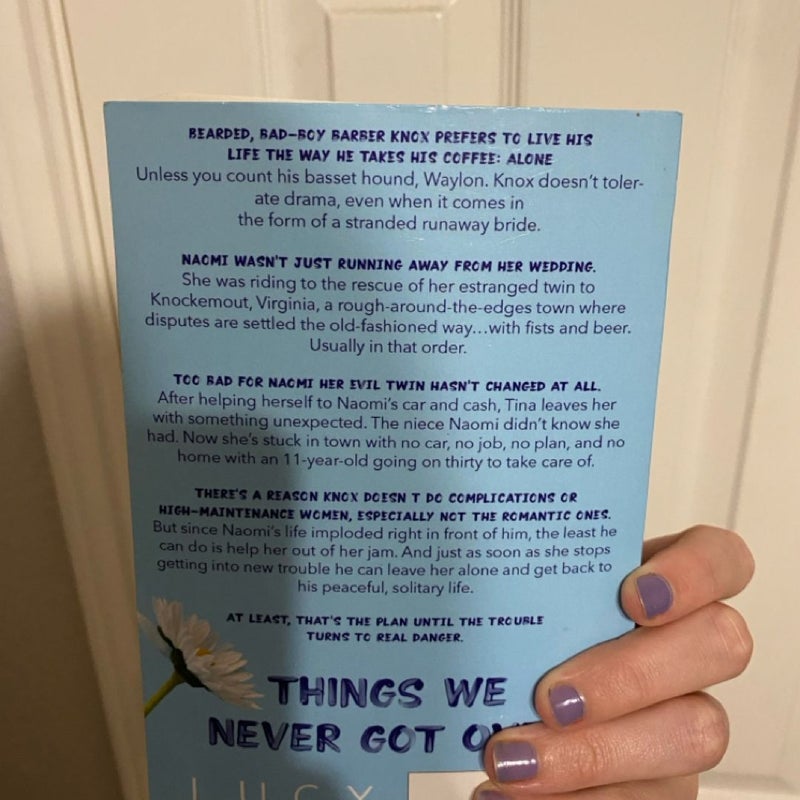 BEARDED, BAD-BOY BARBER KNOX PREFERS TO LIVE HIS
LIFE THE WAY HE TAKES HIS COFFEE: ALONE
Unless you count his basset hound, Waylon. Knox doesn't toler-
ate drama, even when it comes in
the form of a stranded runaway bride.
NAOMI WASN'T JUST RUNNING AWAY FROM HER WEDDING.
She was riding to the rescue of her estranged twin to
Knockemout, Virginia, a rough-around-the-edges town where
disputes are settled the old-fashioned way...with fists and beer.
Usually in that order.
TOO BAD FOR NAOMI HER EVIL TWIN HASN'T CHANGED AT ALL.
After helping herself to Naomi's car and cash, Tina leaves her
with something unexpected. The niece Naomi didn't know she
had. Now she's stuck in town with no car, no job, no plan, and no
home with an 11-year-old going on thirty to take care of.
THERE'S A REASON KNOX DOESN T DO COMPLICATIONS OR
HIGH-MAINTENANCE WOMEN, ESPECIALLY NOT THE ROMANTIC ONES.
But since Naomi's life imploded right in front of him, the least he
can do is help her out of her jam. And just as soon as she stops
getting into new trouble he can leave her alone and get back to
his peaceful, solitary life.
AT LEAST, THAT'S THE PLAN UNTIL THE TROUBLE
TURNS TO REAL DANGER.
THINGS WE
NEVER GOT
LUCY